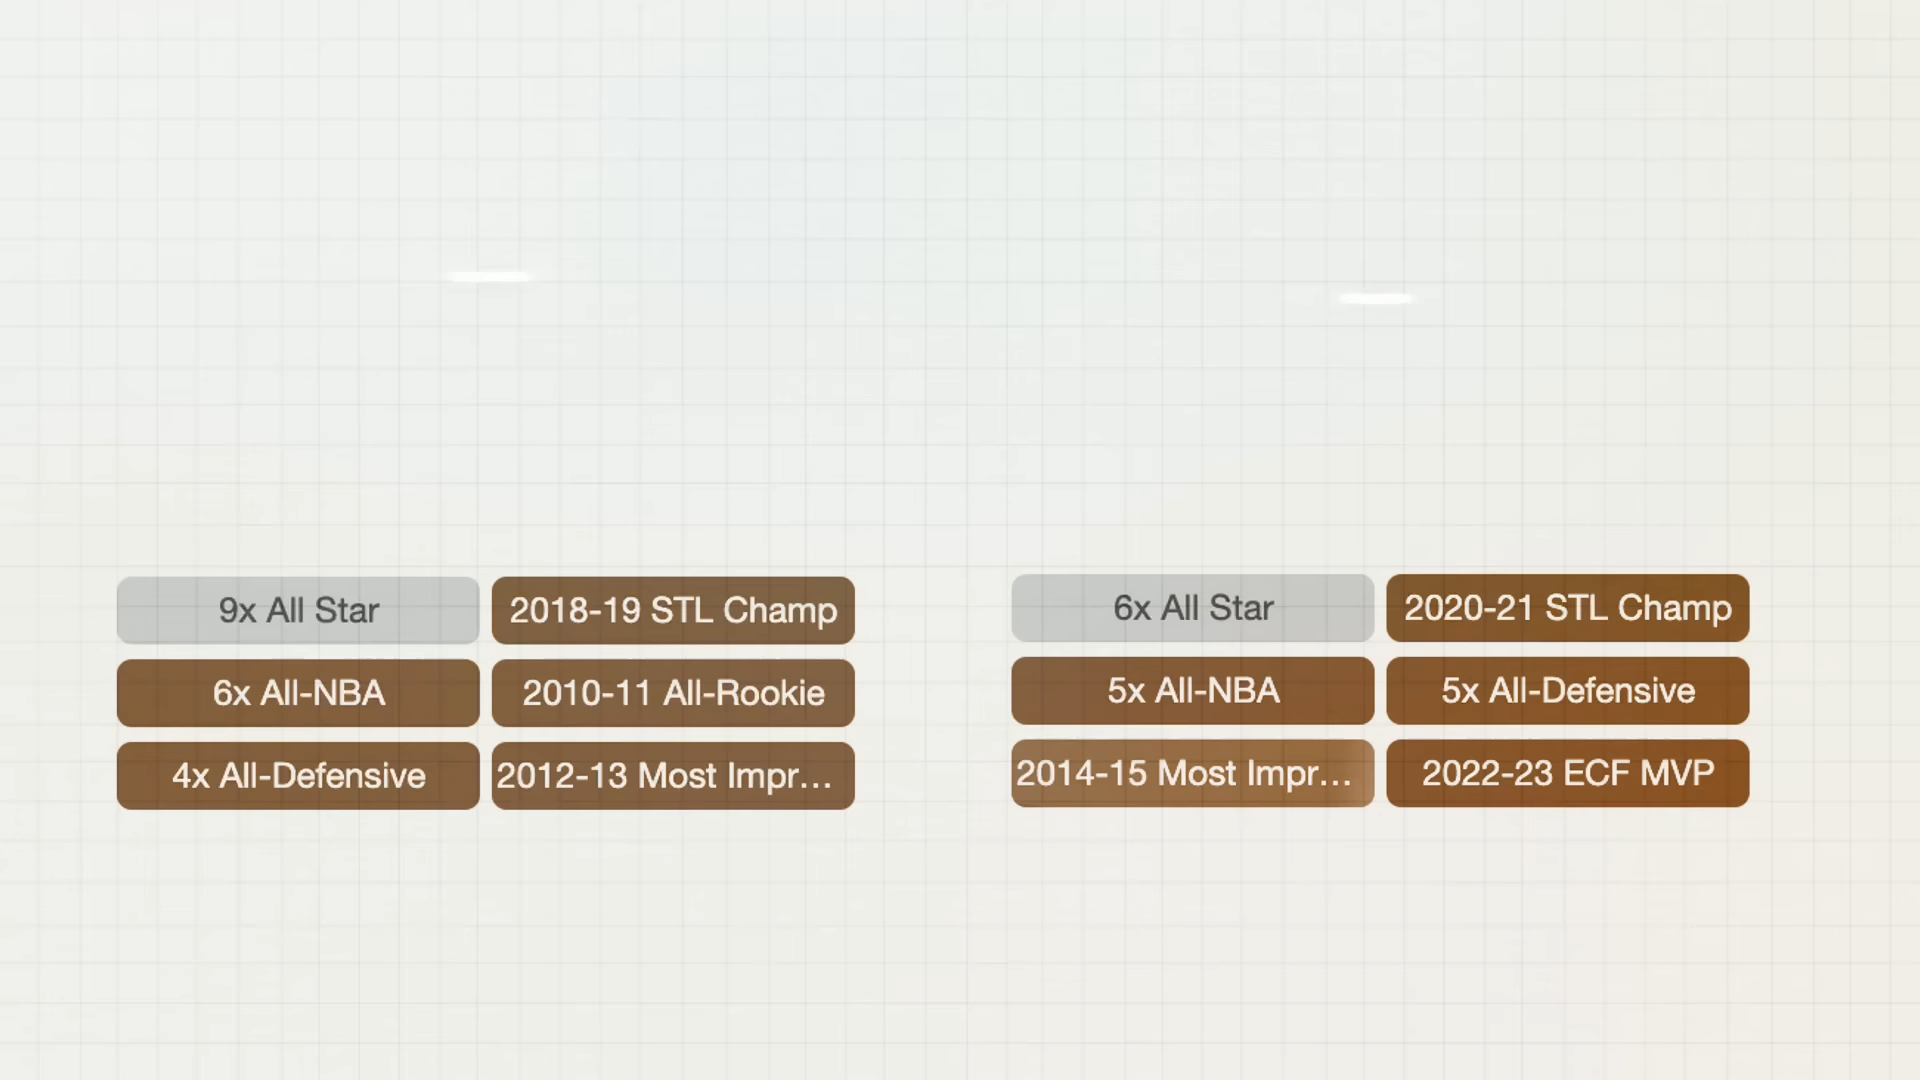 9x All Star
2018-19 STL Champ
6x All-NBA
2010-11 All-Rookie
4x All-Defensive
2012-13 Most Impr...
6x All Star
2020-21 STL Champ
5x All-NBA
5x All-Defensive
2014-15 Most Impr...
2022-23 ECF MVP